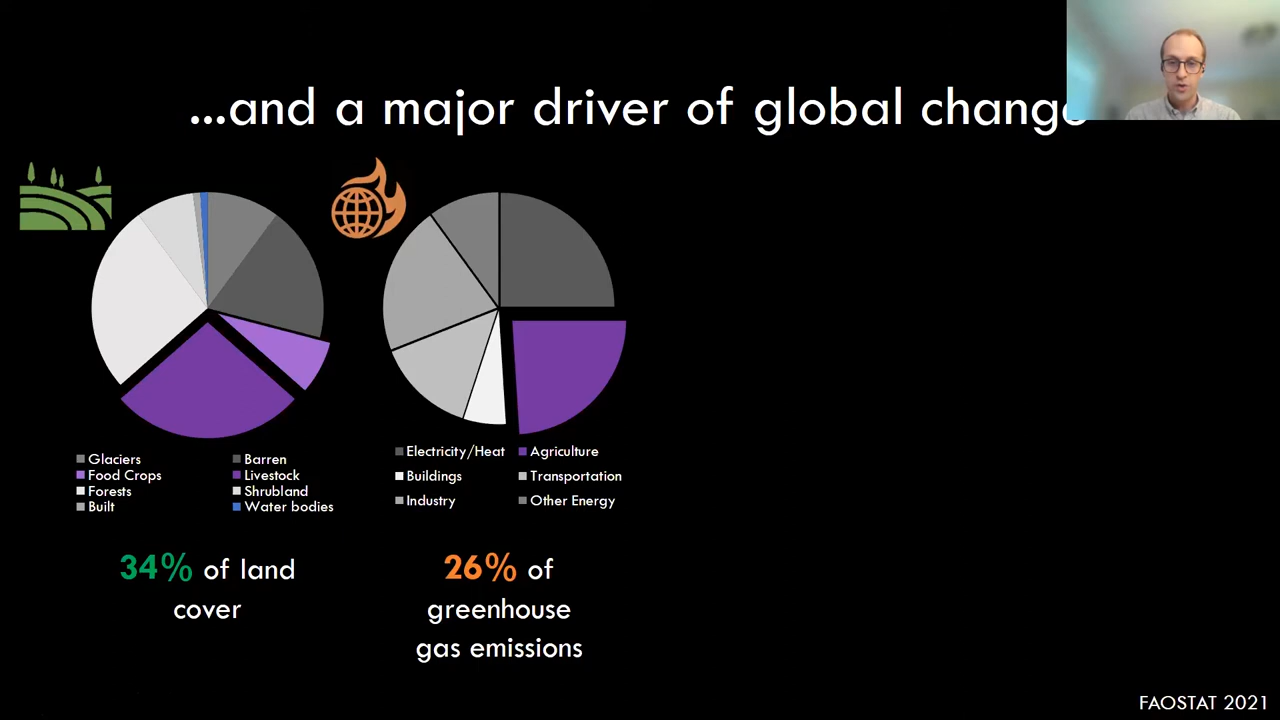 ...and a major driver of global change
Glaciers
Barren
Food Crops
Livestock
Forests
Shrubland
Built
Water bodies
Electricity/Heat
Agriculture
Buildings
Transportation
Industry
Other Energy
34% of land
cover
26% of
greenhouse
gas emissions
FAOSTAT 2021